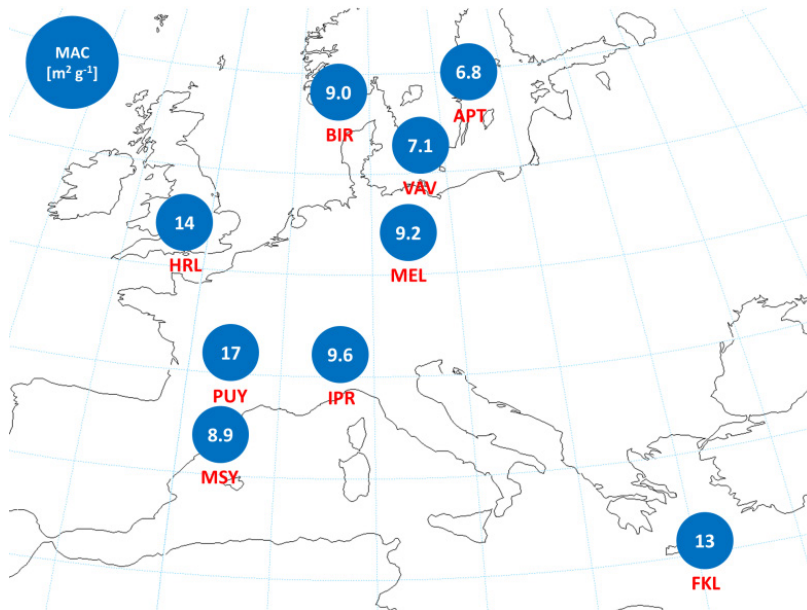 MAC
[m² g⁻¹]
6.8
APT
9.0
BIR
7.1
VAV
14
HRL
9.2
MEL
17
PUY
9.6
IPR
8.9
MSY
13
FKL